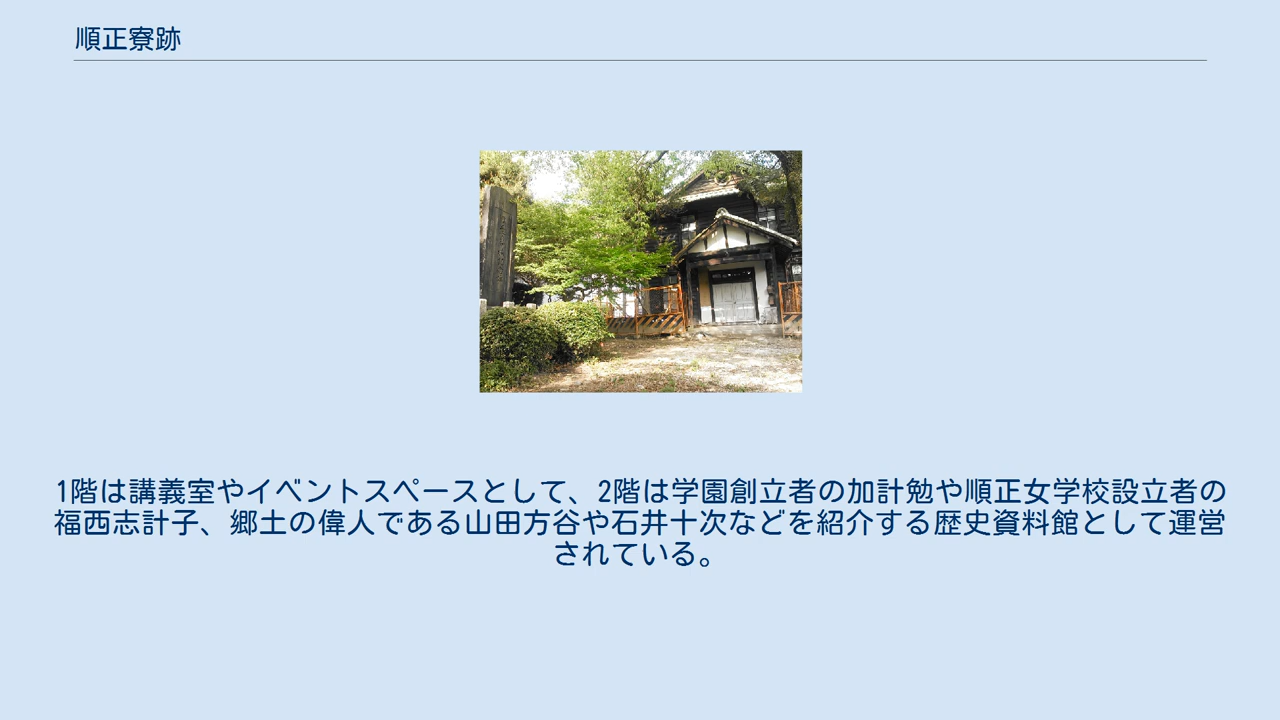 順正寮跡
1階は講義室やイベントスペースとして、2階は学園創立者の加計勉や順正女学校設立者の
福西志計子、郷土の偉人である山田方谷や石井十次などを紹介する歴史資料館として運営
されている。